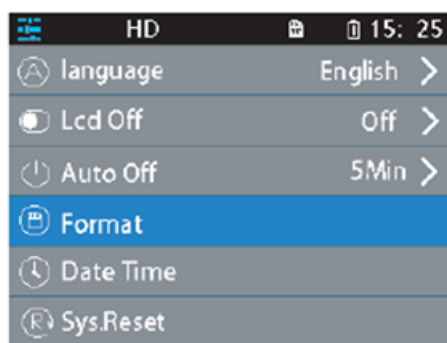 HD 15: 25
language English
Lcd Off Off
Auto Off 5Min
Format
Date Time
Sys.Reset